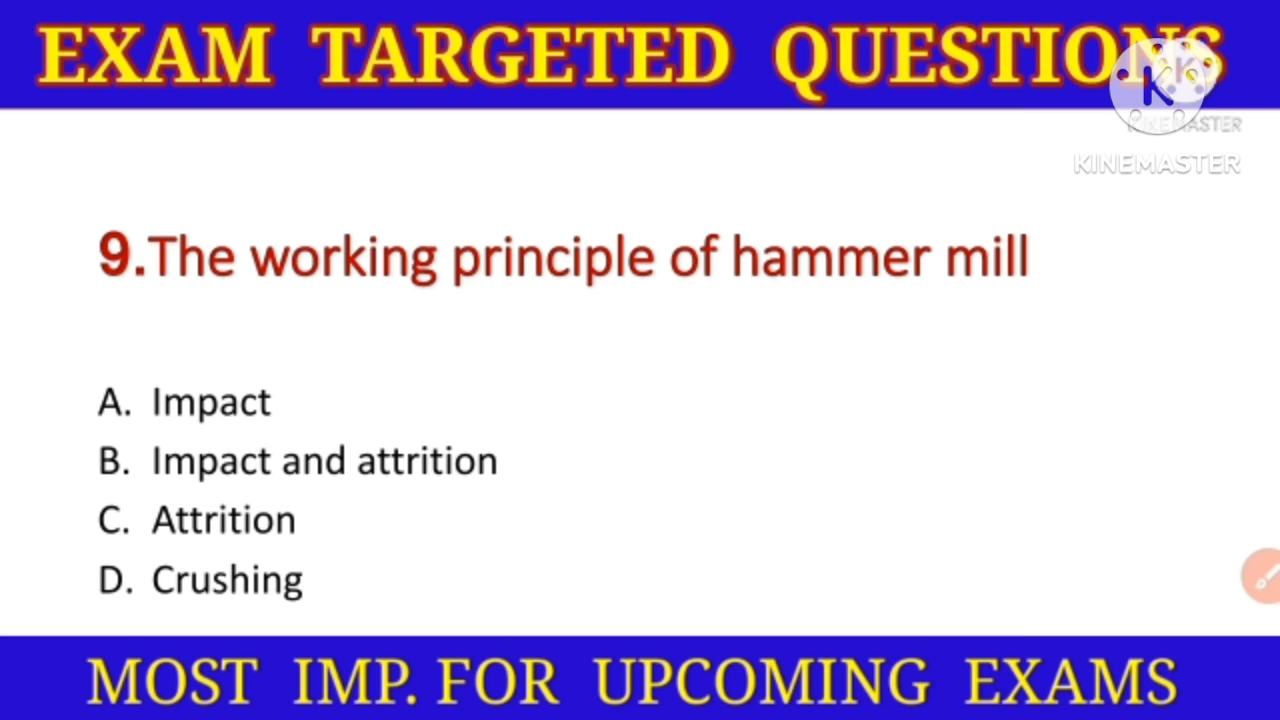 EXAM TARGETED QUESTIONS
KINEMASTER
KINEMASTER
9.The working principle of hammer mill
A. Impact
B. Impact and attrition
C. Attrition
D. Crushing
MOST IMP. FOR UPCOMING EXAMS